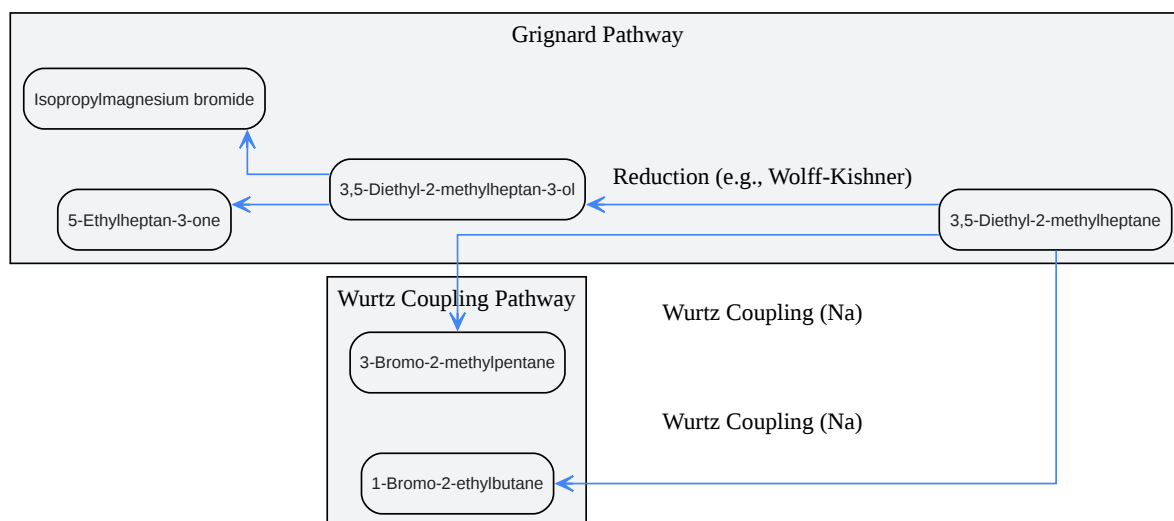 Grignard Pathway
Isopropylmagnesium bromide
3,5-Diethyl-2-methylheptan-3-ol
Reduction (e.g., Wolff-Kishner)
5-Ethylheptan-3-one
3,5-Diethyl-2-methylheptane
Wurtz Coupling Pathway
Wurtz Coupling (Na)
3-Bromo-2-methylpentane
Wurtz Coupling (Na)
1-Bromo-2-ethylbutane